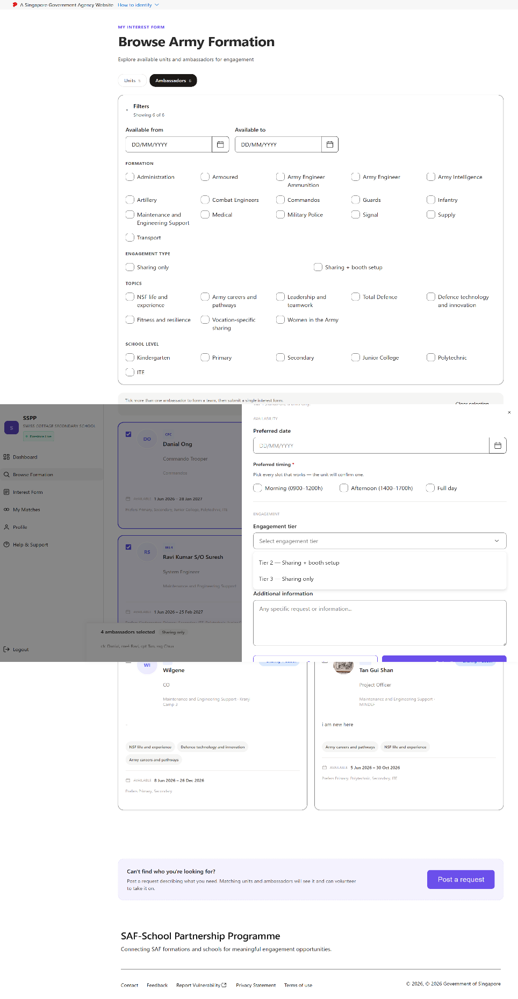 A Singapore Government Agency Website How to identify
MY INTEREST FORM
Browse Army Formation
Explore available units and ambassadors for engagement
Units 5
Ambassadors 6
Filters
Showing 6 of 6
Available from
Available to
DD/MM/YYYY
DD/MM/YYYY
FORMATION
Administration
Armoured
Army Engineer
Ammunition
Army Engineer
Army Intelligence
Artillery
Combat Engineers
Commandos
Guards
Infantry
Maintenance and
Engineering Support
Medical
Military Police
Signal
Supply
Transport
ENGAGEMENT TYPE
Sharing only
Sharing + booth setup
TOPICS
NSF life and
experience
Army careers and
pathways
Leadership and
teamwork
Total Defence
Defence technology
and innovation
Fitness and resilience
Vocation-specific
sharing
Women in the Army
SCHOOL LEVEL
Kindergarten
Primary
Secondary
Junior College
Polytechnic
ITE
Tick more than one ambassador to form a team, then submit a single interest form.
Clear selection
S
SSPP
SWISS COTTAGE SECONDARY SCHOOL
Firestore Live
Dashboard
Browse Formation
Interest Form
My Matches
Profile
Help & Support
Logout
DO
CFC
Danial Ong
Commando Trooper
Commandos
AVAILABLE 1 Jun 2026 – 28 Jan 2027
Prefers Primary, Secondary, Junior College, Polytechnic, ITE
RS
ME4
Ravi Kumar S/O Suresh
System Engineer
Maintenance and Engineering Support
AVAILABLE 1 Jun 2026 – 25 Feb 2027
4 ambassadors selected Sharing only
cfc Danial, me4 Ravi, cpt Tan, ssg Chua
×
AVAILABILITY
Preferred date
DD/MM/YYYY
Preferred timing *
Pick every slot that works — the unit will confirm one.
Morning (0900–1200h)
Afternoon (1400–1700h)
Full day
ENGAGEMENT
Engagement tier
Select engagement tier
Tier 2 — Sharing + booth setup
Tier 3 — Sharing only
Additional information
Any specific request or information...
WI
Wilgene
CO
Maintenance and Engineering Support · Kranji
Camp 3
NSF life and experience
Defence technology and innovation
Army careers and pathways
AVAILABLE 8 Jun 2026 – 26 Dec 2026
Prefers Primary, Secondary
Tan Gui Shan
Project Officer
Maintenance and Engineering Support ·
MINDEF
i am new here
Army careers and pathways
NSF life and experience
AVAILABLE 5 Jun 2026 – 30 Oct 2026
Prefers Primary, Polytechnic, Secondary, ITE
Can't find who you're looking for?
Post a request describing what you need. Matching units and ambassadors will see it and can volunteer
to take it on.
Post a request
SAF-School Partnership Programme
Connecting SAF formations and schools for meaningful engagement opportunities.
Contact
Feedback
Report Vulnerability
Privacy Statement
Terms of use
© 2026, © 2026 Government of Singapore